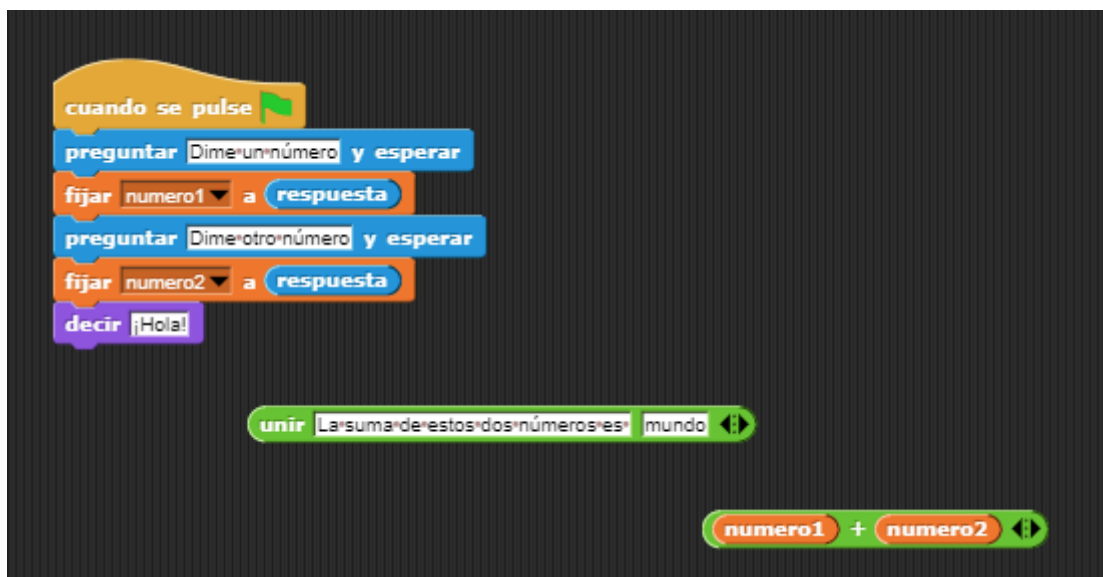 cuando se pulse
preguntar Dime un número y esperar
fijar numero1 a respuesta
preguntar Dime otro número y esperar
fijar numero2 a respuesta
decir ¡Hola!
unir La suma de estos dos números es mundo
numero1 + numero2